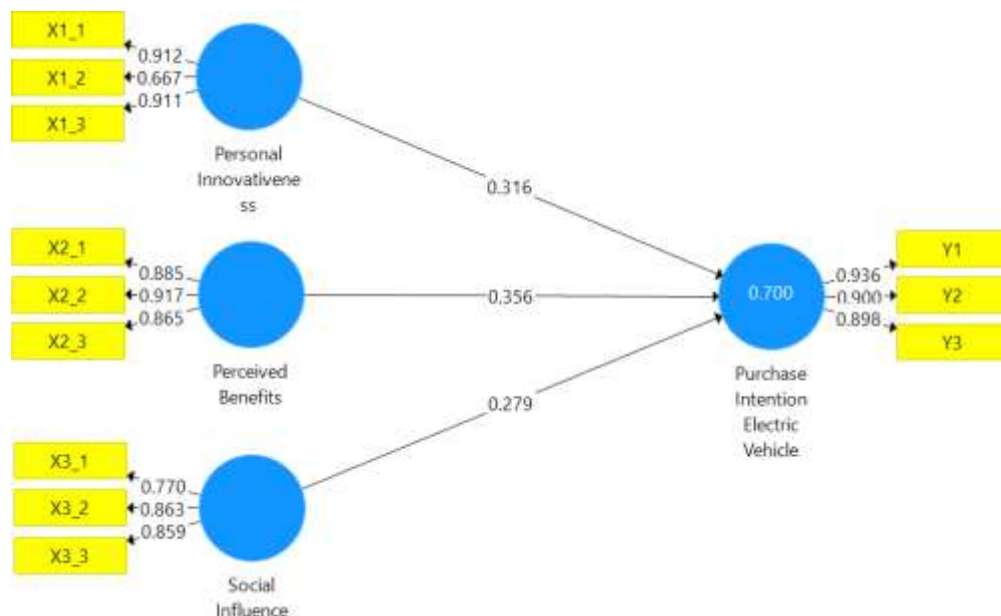 X1_1
0.912
X1_2
0.667
0.911
X1_3
Personal
Innovativene
ss
0.316
X2_1
0.885
X2_2
0.917
0.865
X2_3
Perceived
Benefits
0.356
0.700
Y1
0.936
0.900
Y2
0.898
Y3
Purchase
Intention
Electric
Vehicle
0.279
X3_1
0.770
X3_2
0.863
0.859
X3_3
Social
Influence